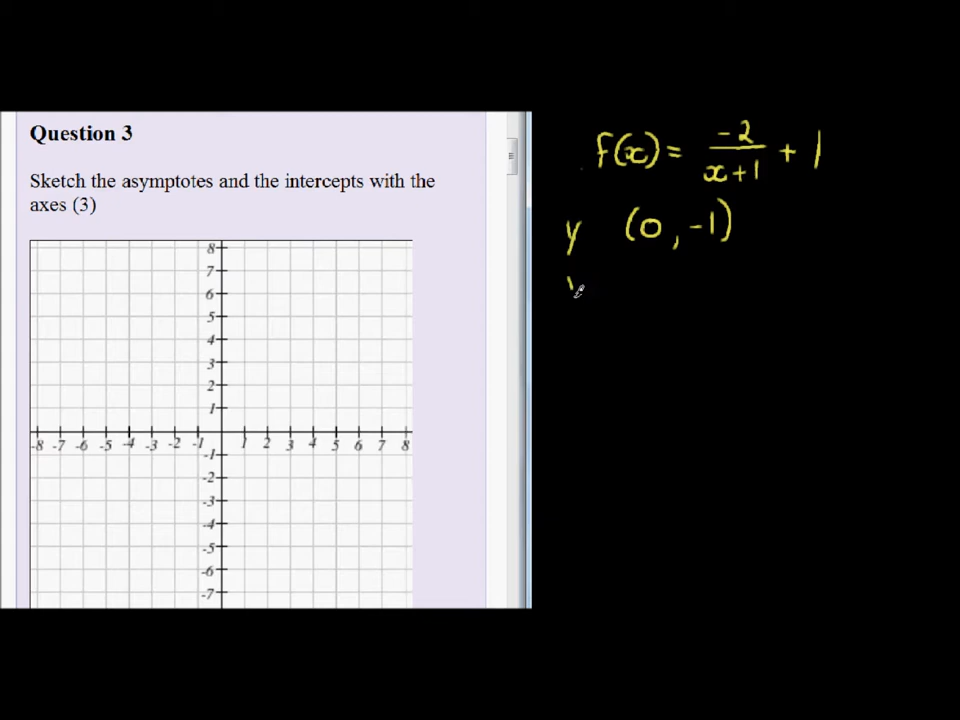 Question 3
Sketch the asymptotes and the intercepts with the
axes (3)
8
7
6
5
4
3
2
1
-8 -7 -6 -5 -4 -3 -2 -1 1 2 3 4 5 6 7 8
-1
-2
-3
-4
-5
-6
-7
f(x) = -2/(x+1) + 1
y (0, -1)